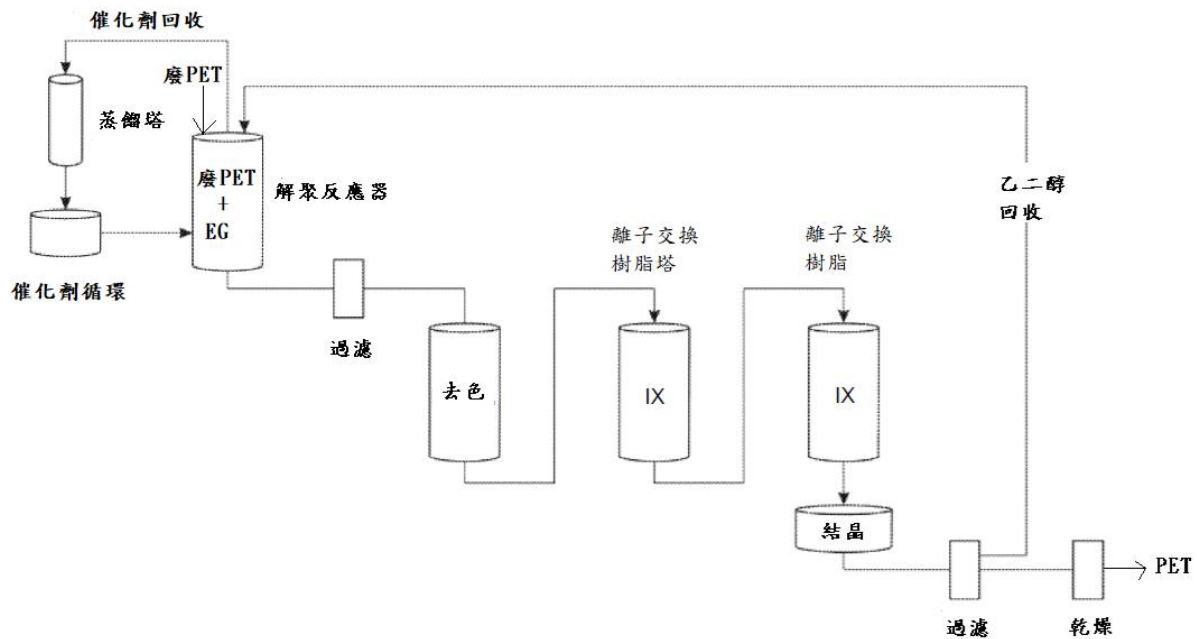 催化劑回收
廢PET
蒸餾塔
廢PET
+
EG
解聚反應器
催化劑循環
過濾
去色
離子交換
樹脂塔
IX
離子交換
樹脂
IX
乙二醇
回收
結晶
過濾
乾燥
PET